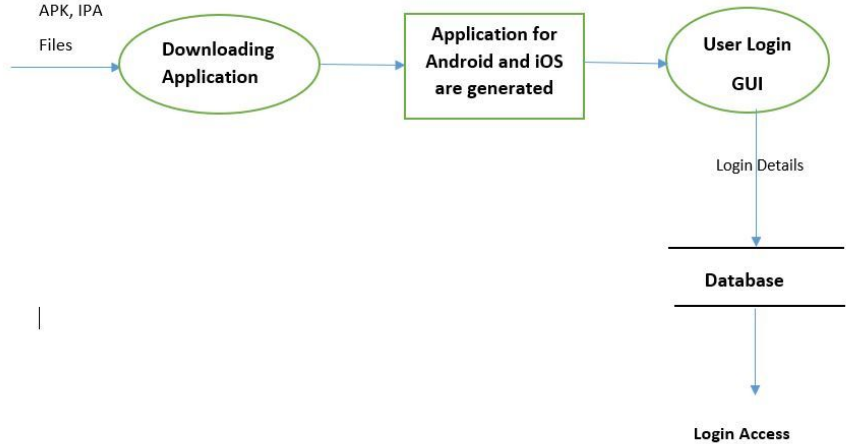 APK, IPA
Files
Downloading
Application
Application for
Android and iOS
are generated
User Login
GUI
Login Details
Database
Login Access